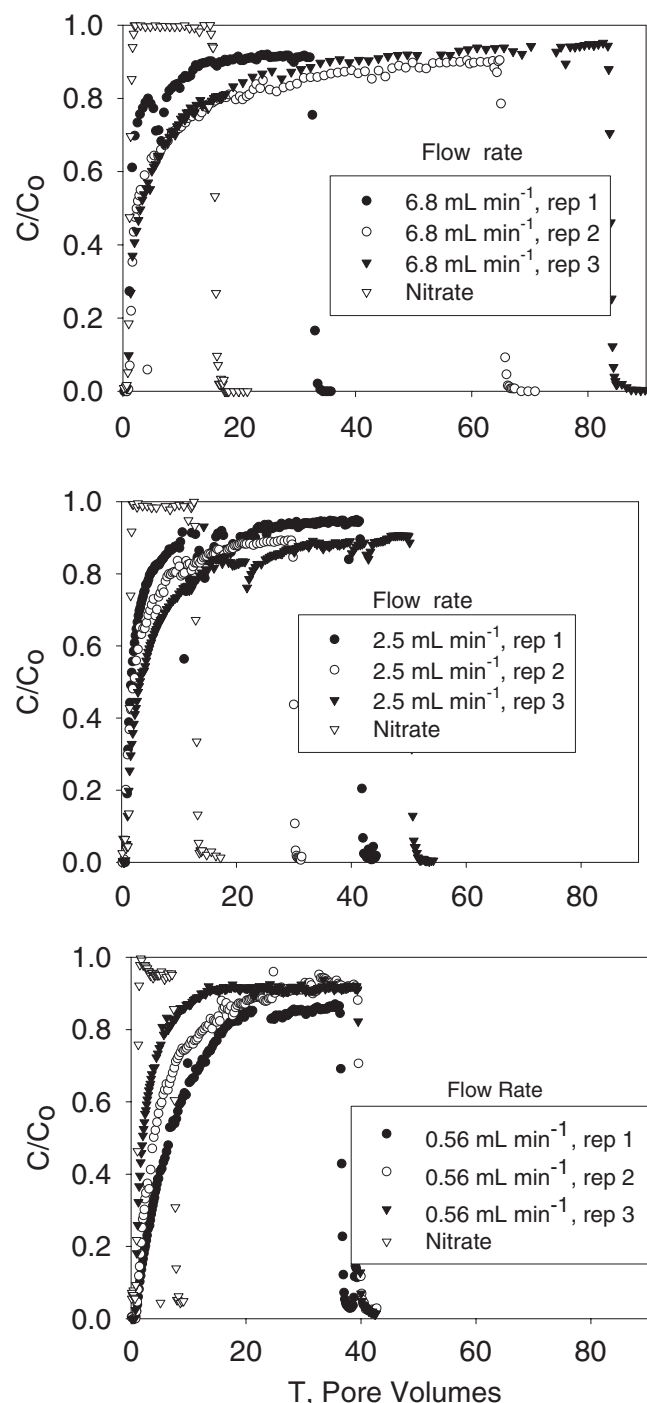 1.0
0.8
0.6
0.4
0.2
0.0
C/Co
Flow rate
6.8 mL min-1, rep 1
6.8 mL min-1, rep 2
6.8 mL min-1, rep 3
Nitrate
0 20 40 60 80
1.0
0.8
0.6
0.4
0.2
0.0
C/Co
Flow rate
2.5 mL min-1, rep 1
2.5 mL min-1, rep 2
2.5 mL min-1, rep 3
Nitrate
0 20 40 60 80
1.0
0.8
0.6
0.4
0.2
0.0
C/Co
Flow Rate
0.56 mL min-1, rep 1
0.56 mL min-1, rep 2
0.56 mL min-1, rep 3
Nitrate
0 20 40 60 80
T, Pore Volumes